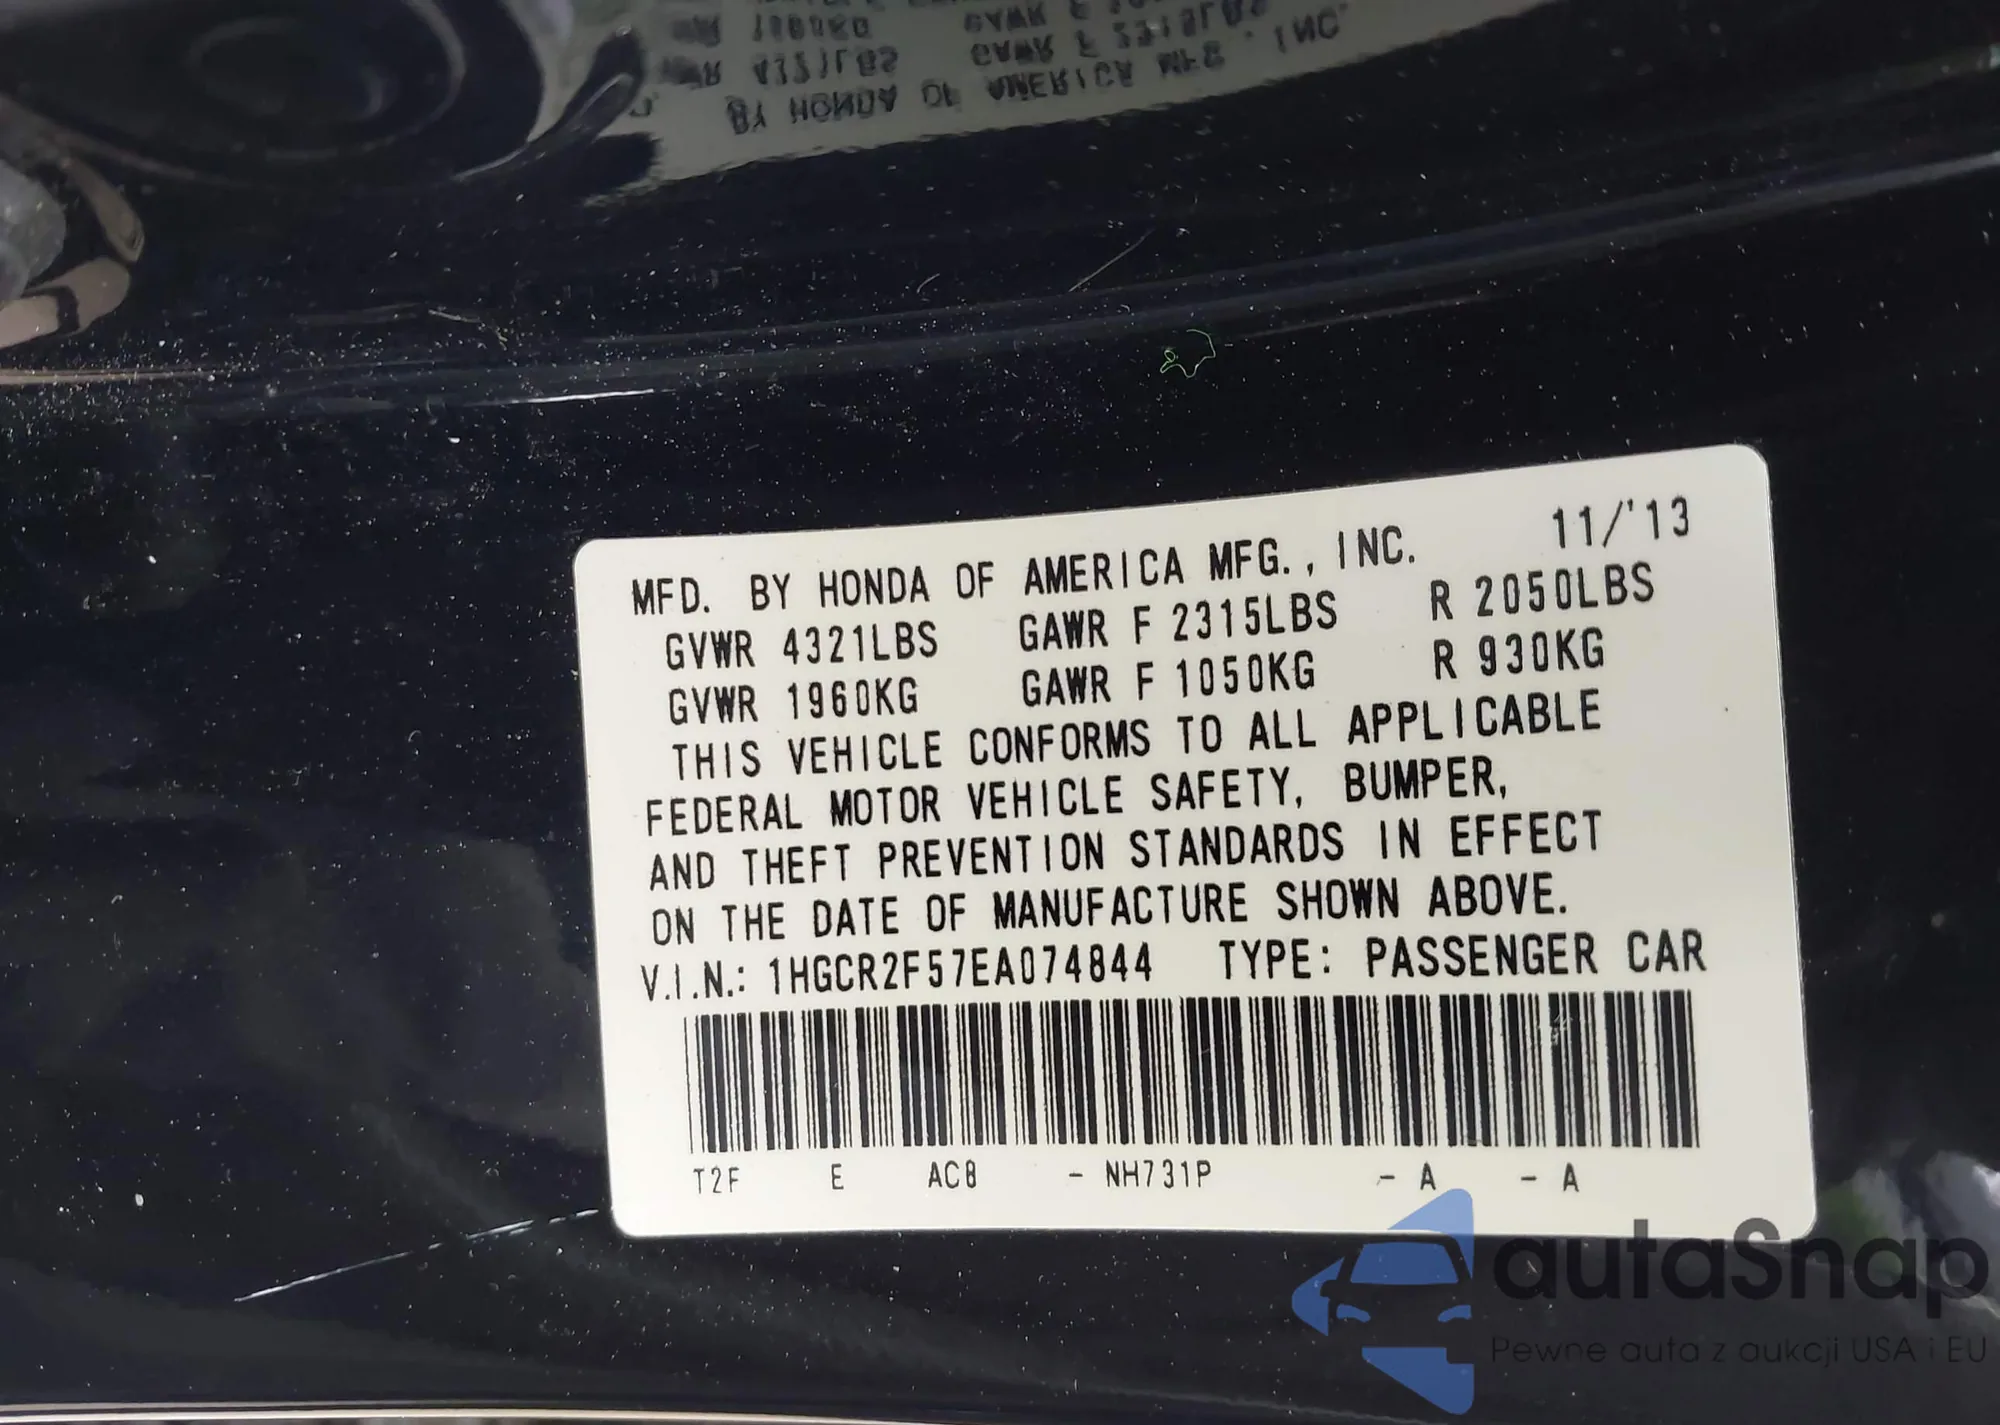 MFD. BY HONDA OF AMERICA MFG., INC. 11/'13
GVWR 4321LBS GAWR F 2315LBS R 2050LBS
GVWR 1960KG GAWR F 1050KG R 930KG
THIS VEHICLE CONFORMS TO ALL APPLICABLE
FEDERAL MOTOR VEHICLE SAFETY, BUMPER,
AND THEFT PREVENTION STANDARDS IN EFFECT
ON THE DATE OF MANUFACTURE SHOWN ABOVE.
V.I.N.: 1HGCR2F57EA074844 TYPE: PASSENGER CAR
T2F E AC8 - NH731P - A - A
autaSnap
Pewne auta z aukcji USA i EU